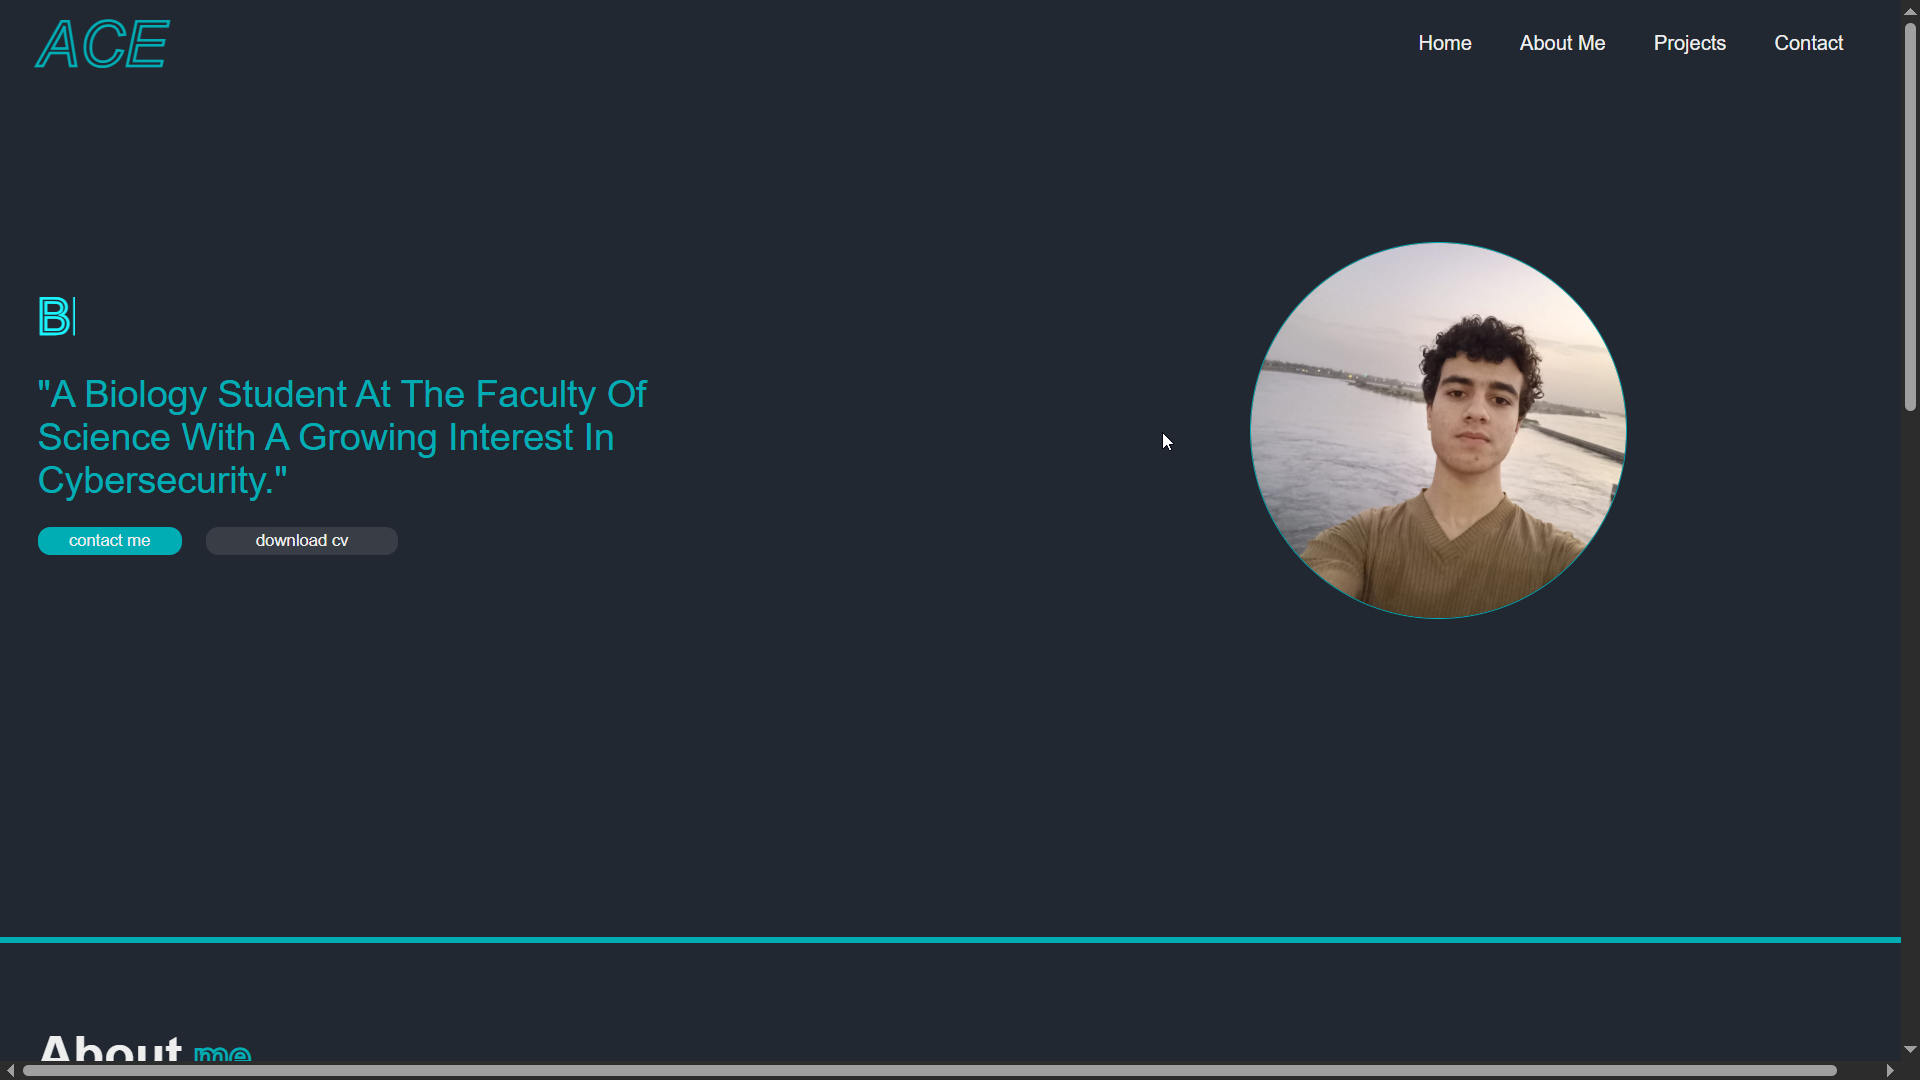 ACE
Home
About Me
Projects
Contact
B
"A Biology Student At The Faculty Of
Science With A Growing Interest In
Cybersecurity."
contact me
download cv
About me